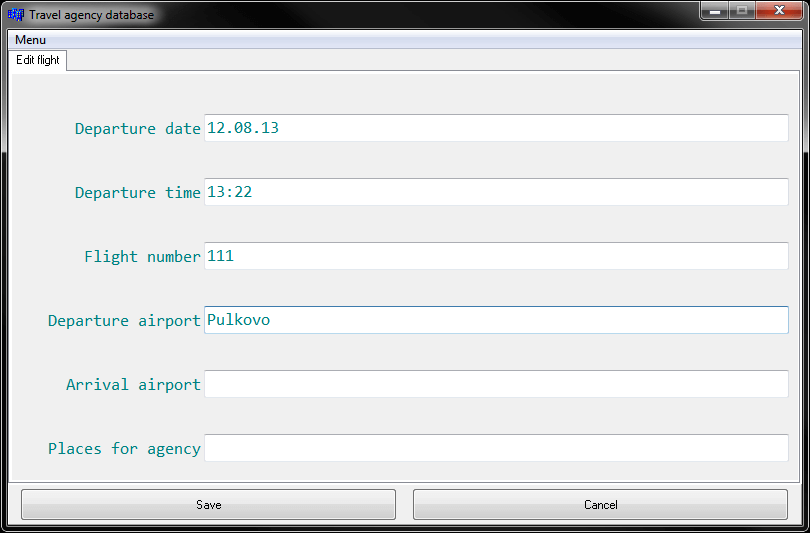 Travel agency database
Menu
Edit flight
Departure date 12.08.13
Departure time 13:22
Flight number 111
Departure airport Pulkovo
Arrival airport
Places for agency
Save Cancel